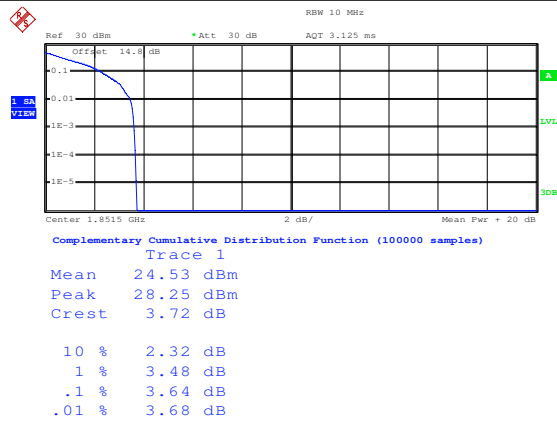 R S
RBW 10 MHz
Ref 30 dBm * Att 30 dB AQT 3.125 ms
Offset 14.8 dB
0.1
A
0.01
1 SA
VIEW
LVL
1E-3
1E-4
1E-5
3DB
Center 1.8515 GHz 2 dB/ Mean Pwr + 20 dB
Complementary Cumulative Distribution Function (100000 samples)
Trace 1
Mean 24.53 dBm
Peak 28.25 dBm
Crest 3.72 dB
10 % 2.32 dB
1 % 3.48 dB
.1 % 3.64 dB
.01 % 3.68 dB